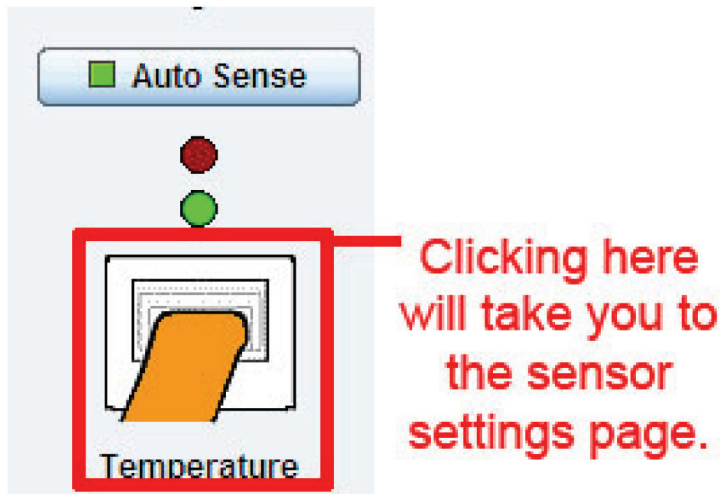 Auto Sense
Clicking here
will take you to
the sensor
settings page.
Temperature